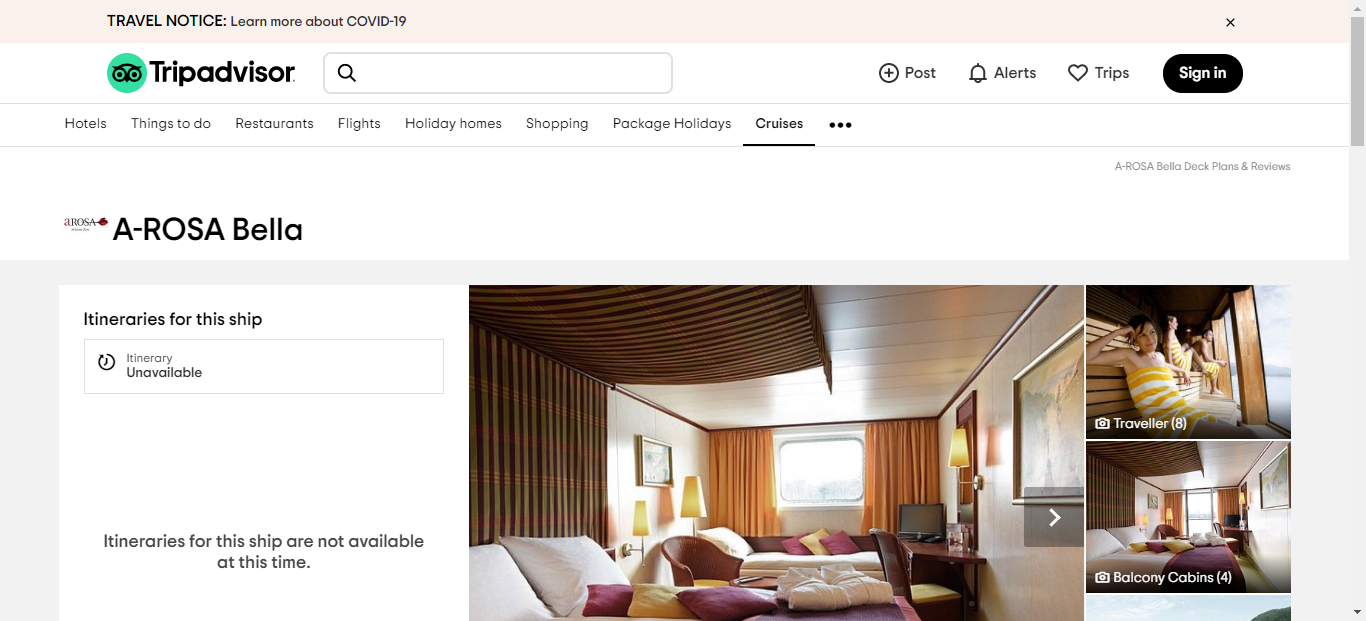 TRAVEL NOTICE: Learn more about COVID-19
Tripadvisor
Post
Alerts
Trips
Sign in
Hotels
Things to do
Restaurants
Flights
Holiday homes
Shopping
Package Holidays
Cruises
A-ROSA Bella Deck Plans & Reviews
aROSA
A-ROSA Bella
Itineraries for this ship
Itinerary
Unavailable
Itineraries for this ship are not available
at this time.
Traveller (8)
Balcony Cabins (4)